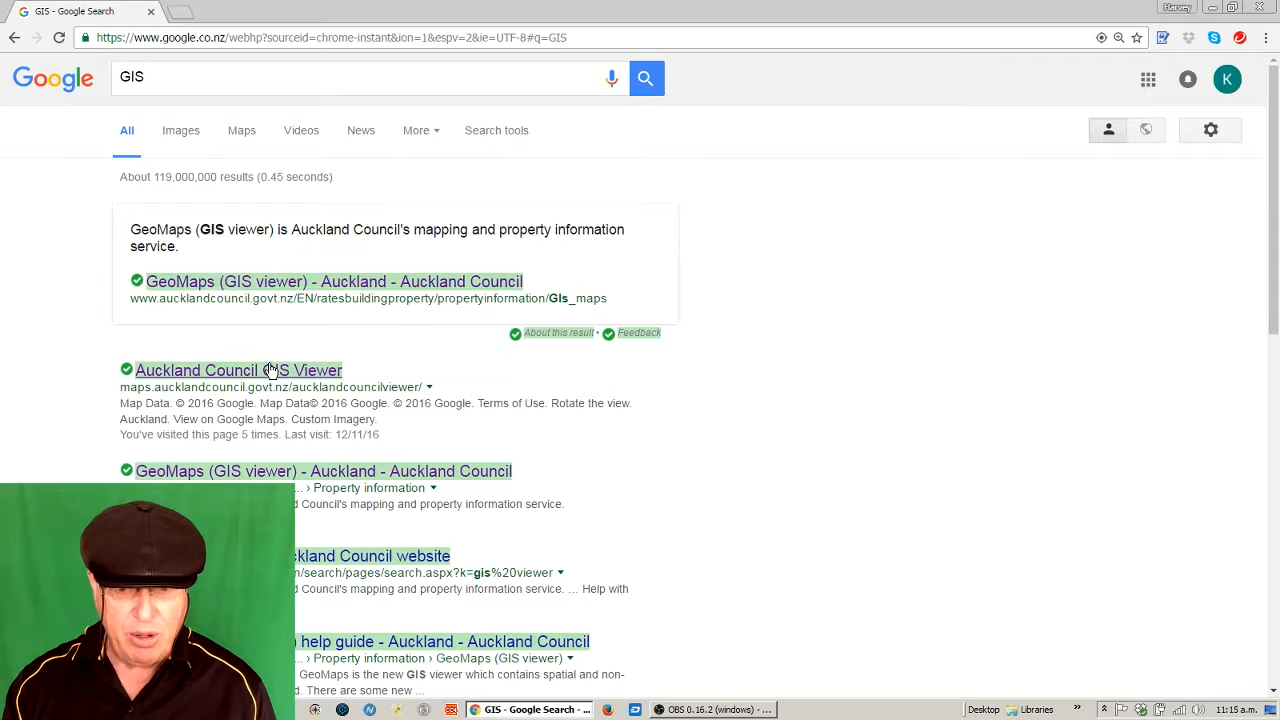 GIS - Google Search
Harvey
https://www.google.co.nz/webhp?sourceid=chrome-instant&ion=1&espv=2&ie=UTF-8#q=GIS
Google
GIS
K
All Images Maps Videos News More Search tools
About 119,000,000 results (0.45 seconds)
GeoMaps (GIS viewer) is Auckland Council's mapping and property information
service.
GeoMaps (GIS viewer) - Auckland - Auckland Council
www.aucklandcouncil.govt.nz/EN/ratesbuildingproperty/propertyinformation/GIs_maps
About this result • Feedback
Auckland Council GIS Viewer
maps.aucklandcouncil.govt.nz/aucklandcouncilviewer/
Map Data. © 2016 Google. Map Data© 2016 Google. © 2016 Google. Terms of Use. Rotate the view.
Auckland. View on Google Maps. Custom Imagery.
You've visited this page 5 times. Last visit: 12/11/16
GeoMaps (GIS viewer) - Auckland - Auckland Council
... › Property information
Council's mapping and property information service.
ckland Council website
n/search/pages/search.aspx?k=gis%20viewer
Council's mapping and property information service. ... Help with
) help guide - Auckland - Auckland Council
... › Property information › GeoMaps (GIS viewer)
GeoMaps is the new GIS viewer which contains spatial and non-
d. There are some new ...
GIS - Google Search - ...
OBS 0.16.2 (windows) - ...
Desktop
Libraries
11:15 a.m.